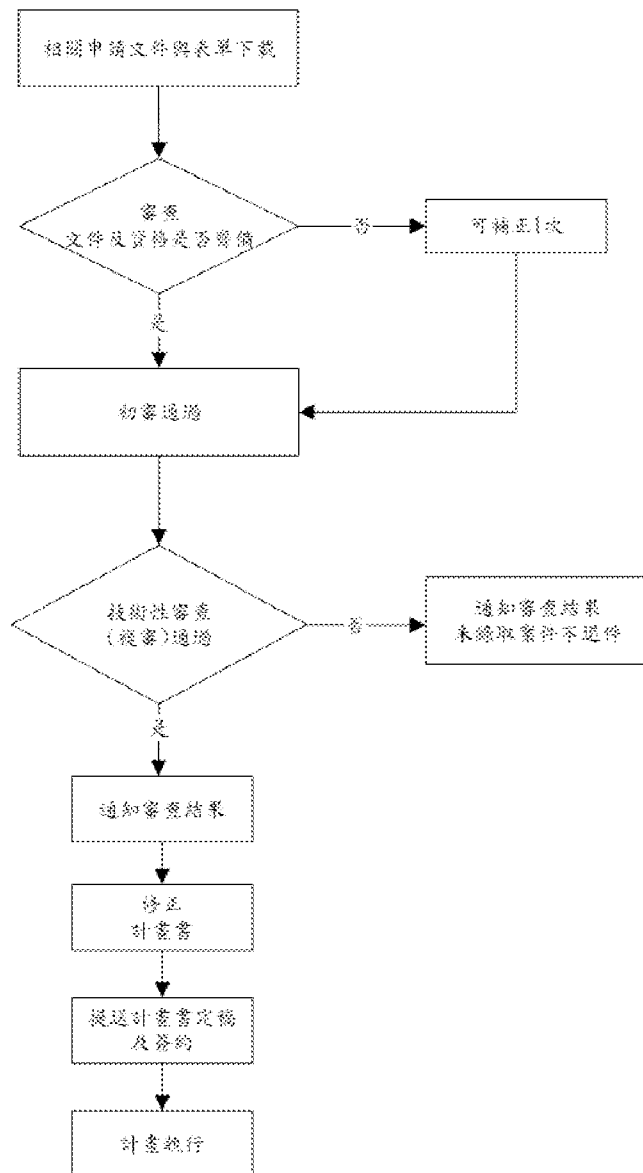 相關申請文件與表單下載
審查
文件及資格是否齊備
否
可補正1次
是
初審通過
技術性審查
(複審)通過
否
通知審查結果
未錄取案件不退件
是
通知審查結果
修正
計畫書
提送計畫書定稿
及簽約
計畫執行